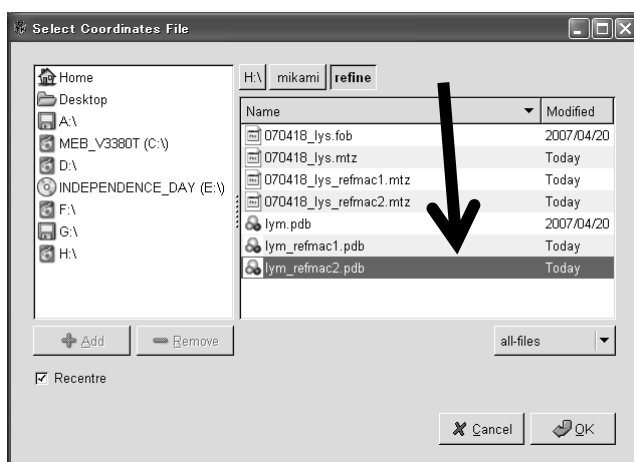 Select Coordinates File
Home
Desktop
A:\
MEB_V3380T (C:\)
D:\
INDEPENDENCE_DAY (E:\)
F:\
G:\
H:\
Add
Remove
Recentre
H:\ mikami refine
Name Modified
070418_lys.fob 2007/04/20
070418_lys.mtz Today
070418_lys_refmac1.mtz Today
070418_lys_refmac2.mtz Today
lym.pdb 2007/04/20
lym_refmac1.pdb Today
lym_refmac2.pdb Today
all-files
Cancel OK